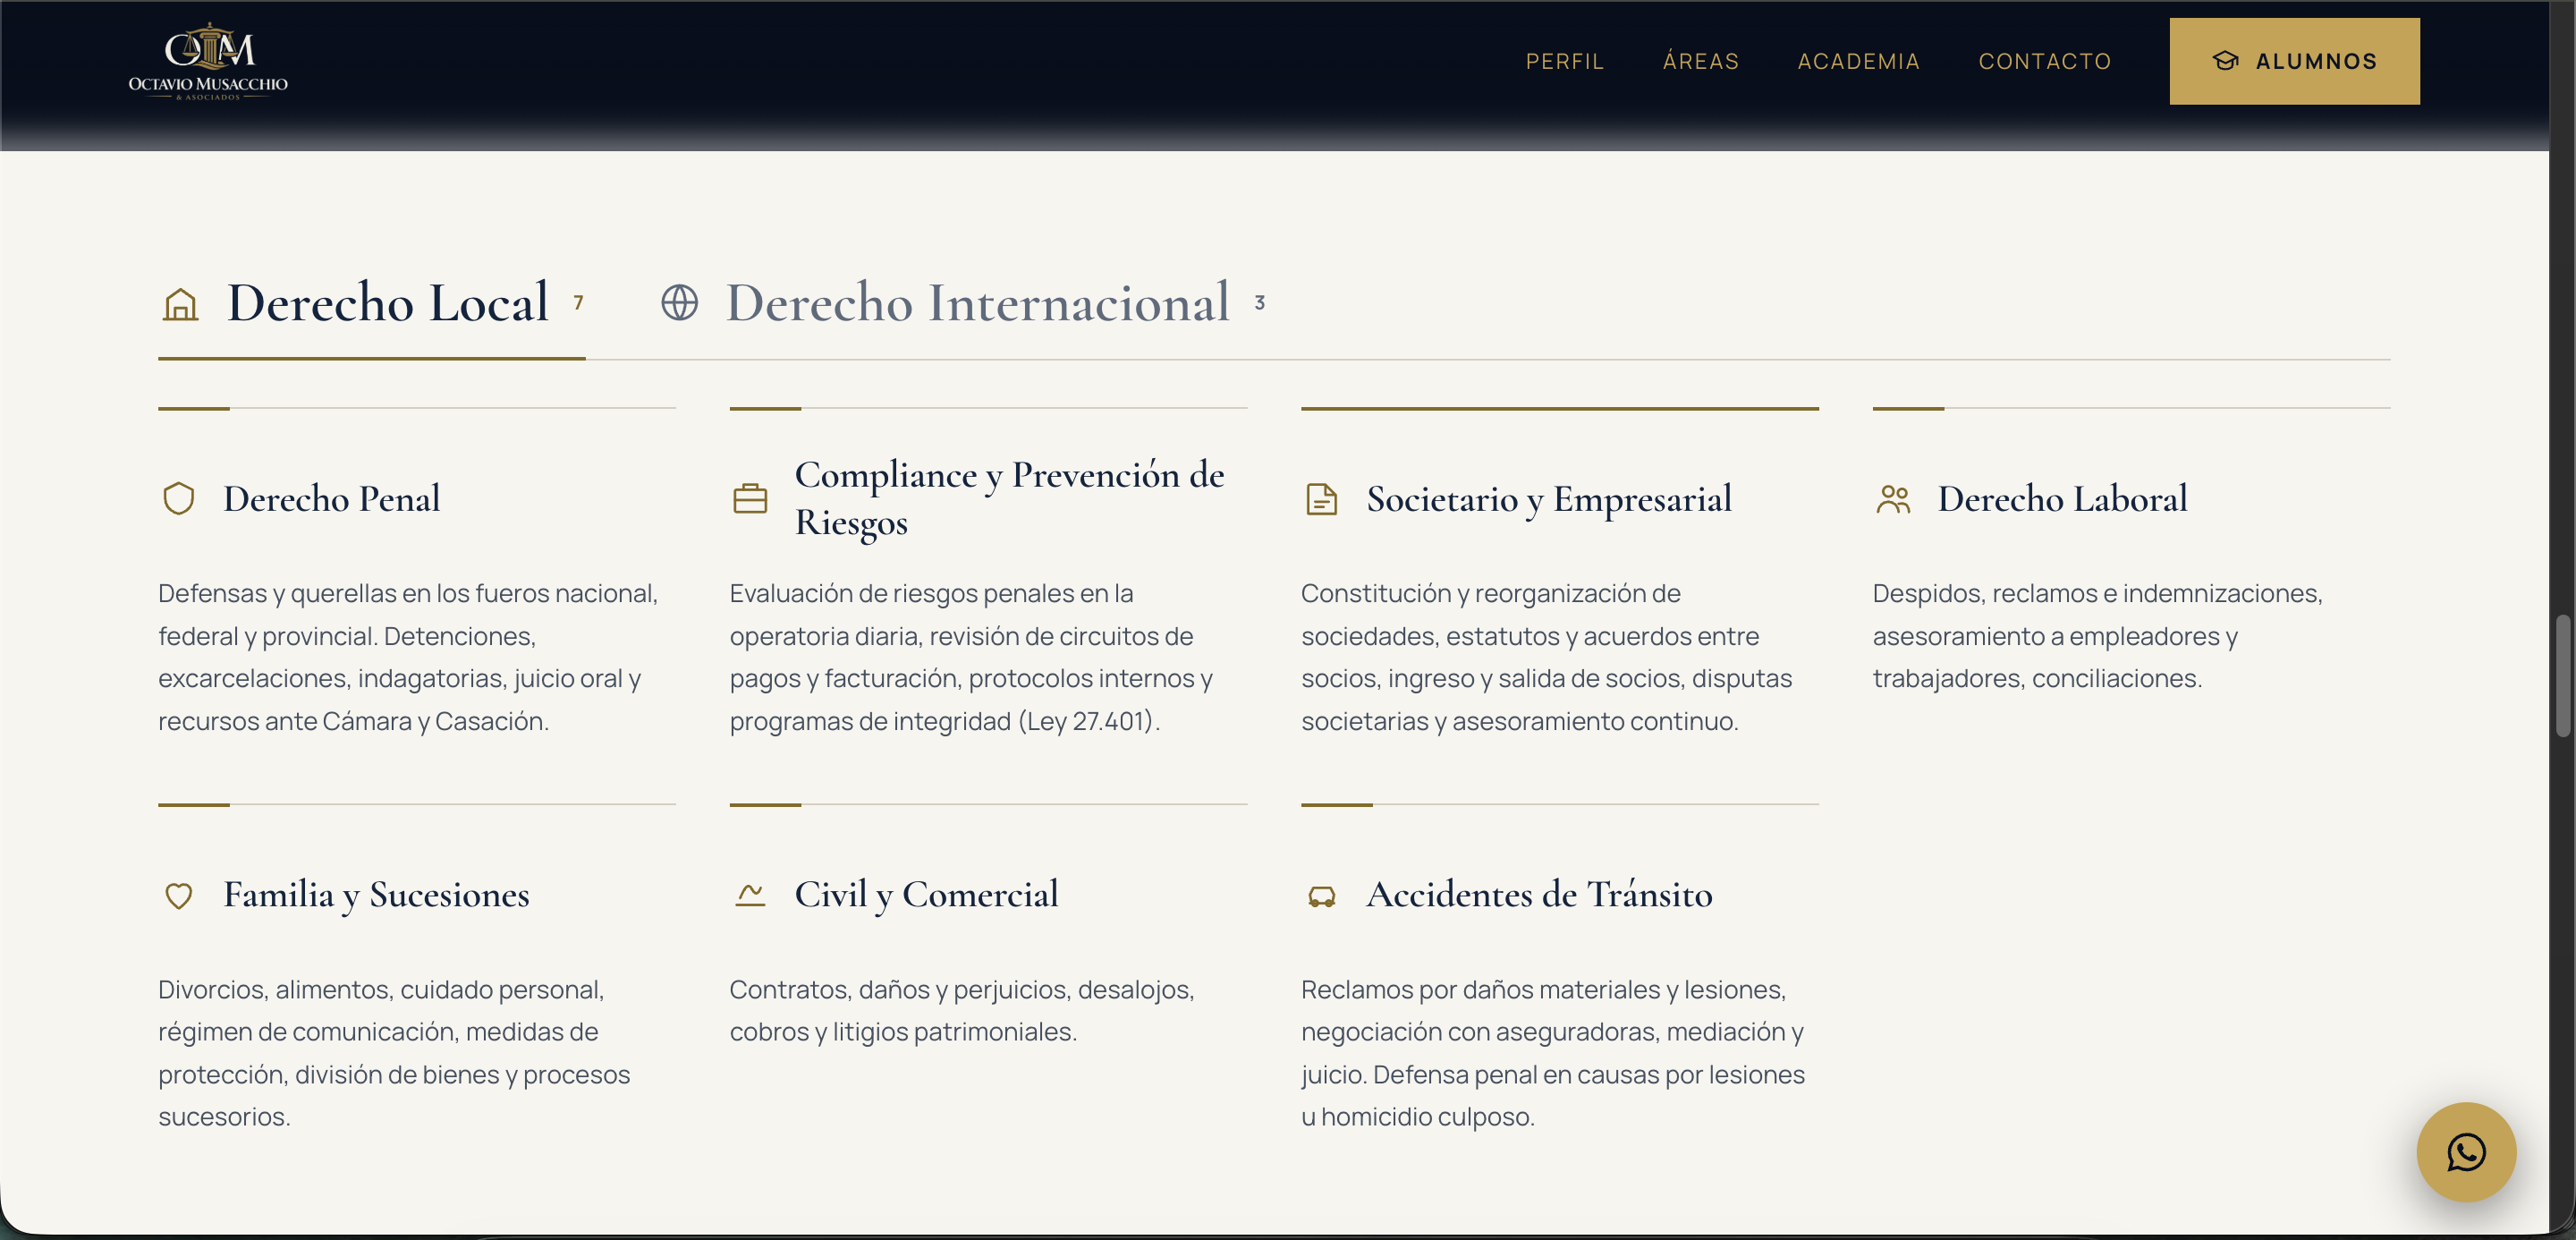 OM
OCTAVIO MUSACCHIO
& ASOCIADOS
PERFIL
ÁREAS
ACADEMIA
CONTACTO
ALUMNOS
Derecho Local 7
Derecho Internacional 3
Derecho Penal
Defensas y querellas en los fueros nacional,
federal y provincial. Detenciones,
excarcelaciones, indagatorias, juicio oral y
recursos ante Cámara y Casación.
Compliance y Prevención de
Riesgos
Evaluación de riesgos penales en la
operatoria diaria, revisión de circuitos de
pagos y facturación, protocolos internos y
programas de integridad (Ley 27.401).
Societario y Empresarial
Constitución y reorganización de
sociedades, estatutos y acuerdos entre
socios, ingreso y salida de socios, disputas
societarias y asesoramiento continuo.
Derecho Laboral
Despidos, reclamos e indemnizaciones,
asesoramiento a empleadores y
trabajadores, conciliaciones.
Familia y Sucesiones
Divorcios, alimentos, cuidado personal,
régimen de comunicación, medidas de
protección, división de bienes y procesos
sucesorios.
Civil y Comercial
Contratos, daños y perjuicios, desalojos,
cobros y litigios patrimoniales.
Accidentes de Tránsito
Reclamos por daños materiales y lesiones,
negociación con aseguradoras, mediación y
juicio. Defensa penal en causas por lesiones
u homicidio culposo.